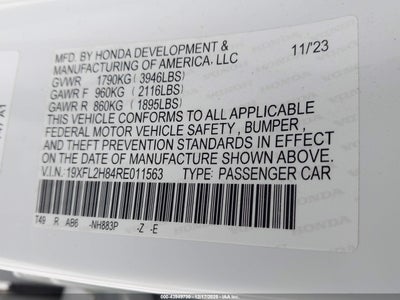 MFD. BY HONDA DEVELOPMENT & 11/'23
MANUFACTURING OF AMERICA, LLC
GVWR 1790KG (3946LBS)
GAWR F 960KG (2116LBS)
GAWR R 860KG (1895LBS)
THIS VEHICLE CONFORMS TO ALL APPLICABLE
FEDERAL MOTOR VEHICLE SAFETY, BUMPER,
AND THEFT PREVENTION STANDARDS IN EFFECT
ON THE DATE OF MANUFACTURE SHOWN ABOVE.
V.I.N.: 19XFL2H84RE011563 TYPE: PASSENGER CAR
T49 R AB6 -NH883P -Z -E